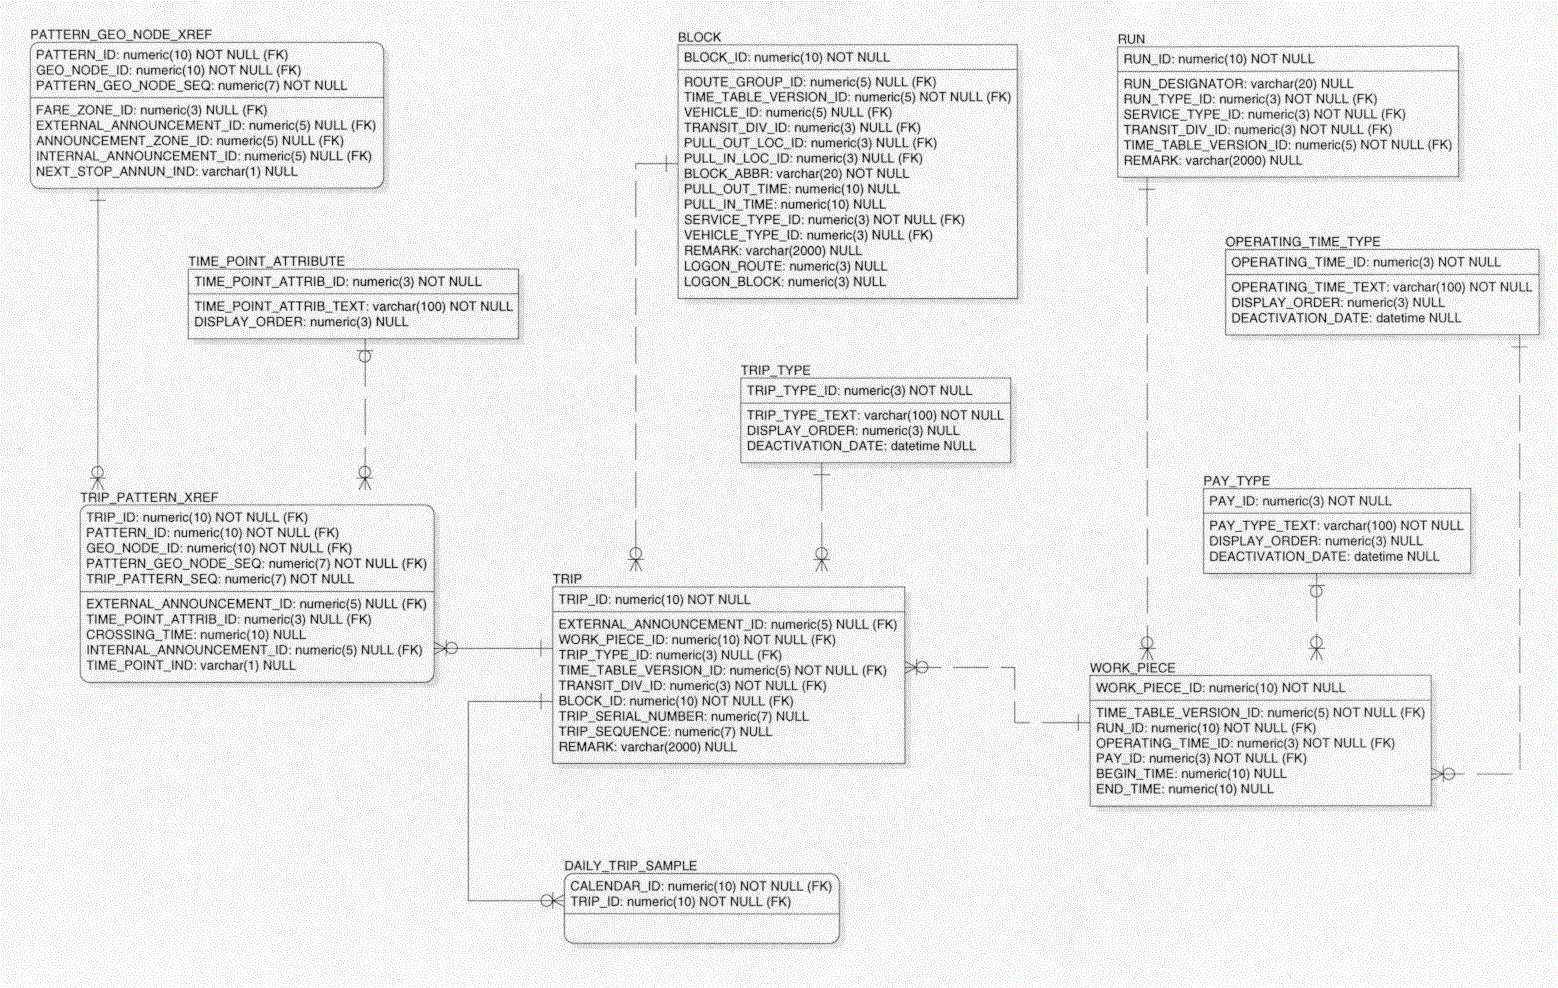 PATTERN_GEO_NODE_XREF
PATTERN_ID: numeric(10) NOT NULL (FK)
GEO_NODE_ID: numeric(10) NOT NULL (FK)
PATTERN_GEO_NODE_SEQ: numeric(7) NOT NULL
FARE_ZONE_ID: numeric(3) NULL (FK)
EXTERNAL_ANNOUNCEMENT_ID: numeric(5) NULL (FK)
ANNOUNCEMENT_ZONE_ID: numeric(5) NULL (FK)
INTERNAL_ANNOUNCEMENT_ID: numeric(5) NULL (FK)
NEXT_STOP_ANNUN_IND: varchar(1) NULL
BLOCK
BLOCK_ID: numeric(10) NOT NULL
ROUTE_GROUP_ID: numeric(5) NULL (FK)
TIME_TABLE_VERSION_ID: numeric(5) NOT NULL (FK)
VEHICLE_ID: numeric(5) NULL (FK)
TRANSIT_DIV_ID: numeric(3) NULL (FK)
PULL_OUT_LOC_ID: numeric(3) NULL (FK)
PULL_IN_LOC_ID: numeric(3) NULL (FK)
BLOCK_ABBR: varchar(20) NOT NULL
PULL_OUT_TIME: numeric(10) NULL
PULL_IN_TIME: numeric(10) NULL
SERVICE_TYPE_ID: numeric(3) NOT NULL (FK)
VEHICLE_TYPE_ID: numeric(3) NULL (FK)
REMARK: varchar(2000) NULL
LOGON_ROUTE: numeric(3) NULL
LOGON_BLOCK: numeric(3) NULL
RUN
RUN_ID: numeric(10) NOT NULL
RUN_DESIGNATOR: varchar(20) NULL
RUN_TYPE_ID: numeric(3) NOT NULL (FK)
SERVICE_TYPE_ID: numeric(3) NOT NULL (FK)
TRANSIT_DIV_ID: numeric(3) NOT NULL (FK)
TIME_TABLE_VERSION_ID: numeric(5) NOT NULL (FK)
REMARK: varchar(2000) NULL
TIME_POINT_ATTRIBUTE
TIME_POINT_ATTRIB_ID: numeric(3) NOT NULL
TIME_POINT_ATTRIB_TEXT: varchar(100) NOT NULL
DISPLAY_ORDER: numeric(3) NULL
OPERATING_TIME_TYPE
OPERATING_TIME_ID: numeric(3) NOT NULL
OPERATING_TIME_TEXT: varchar(100) NOT NULL
DISPLAY_ORDER: numeric(3) NULL
DEACTIVATION_DATE: datetime NULL
TRIP_TYPE
TRIP_TYPE_ID: numeric(3) NOT NULL
TRIP_TYPE_TEXT: varchar(100) NOT NULL
DISPLAY_ORDER: numeric(3) NULL
DEACTIVATION_DATE: datetime NULL
PAY_TYPE
PAY_ID: numeric(3) NOT NULL
PAY_TYPE_TEXT: varchar(100) NOT NULL
DISPLAY_ORDER: numeric(3) NULL
DEACTIVATION_DATE: datetime NULL
TRIP_PATTERN_XREF
TRIP_ID: numeric(10) NOT NULL (FK)
PATTERN_ID: numeric(10) NOT NULL (FK)
GEO_NODE_ID: numeric(10) NOT NULL (FK)
PATTERN_GEO_NODE_SEQ: numeric(7) NOT NULL (FK)
TRIP_PATTERN_SEQ: numeric(7) NOT NULL
EXTERNAL_ANNOUNCEMENT_ID: numeric(5) NULL (FK)
TIME_POINT_ATTRIB_ID: numeric(3) NULL (FK)
CROSSING_TIME: numeric(10) NULL
INTERNAL_ANNOUNCEMENT_ID: numeric(5) NULL (FK)
TIME_POINT_IND: varchar(1) NULL
TRIP
TRIP_ID: numeric(10) NOT NULL
EXTERNAL_ANNOUNCEMENT_ID: numeric(5) NULL (FK)
WORK_PIECE_ID: numeric(10) NOT NULL (FK)
TRIP_TYPE_ID: numeric(3) NULL (FK)
TIME_TABLE_VERSION_ID: numeric(5) NOT NULL (FK)
TRANSIT_DIV_ID: numeric(3) NOT NULL (FK)
BLOCK_ID: numeric(10) NOT NULL (FK)
TRIP_SERIAL_NUMBER: numeric(7) NULL
TRIP_SEQUENCE: numeric(7) NULL
REMARK: varchar(2000) NULL
WORK_PIECE
WORK_PIECE_ID: numeric(10) NOT NULL
TIME_TABLE_VERSION_ID: numeric(5) NOT NULL (FK)
RUN_ID: numeric(10) NOT NULL (FK)
OPERATING_TIME_ID: numeric(3) NOT NULL (FK)
PAY_ID: numeric(3) NOT NULL (FK)
BEGIN_TIME: numeric(10) NULL
END_TIME: numeric(10) NULL
DAILY_TRIP_SAMPLE
CALENDAR_ID: numeric(10) NOT NULL (FK)
TRIP_ID: numeric(10) NOT NULL (FK)